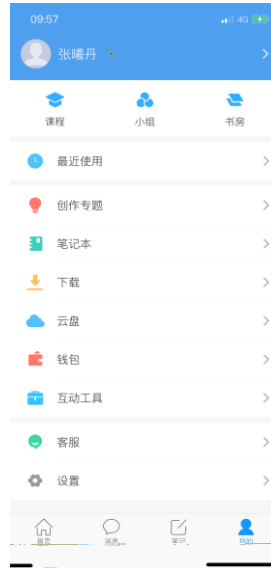 09:57 4G
张曦丹
课程 小组 书房
最近使用
创作专题
笔记本
下载
云盘
钱包
互动工具
客服
设置
首页 消息 笔记 我的